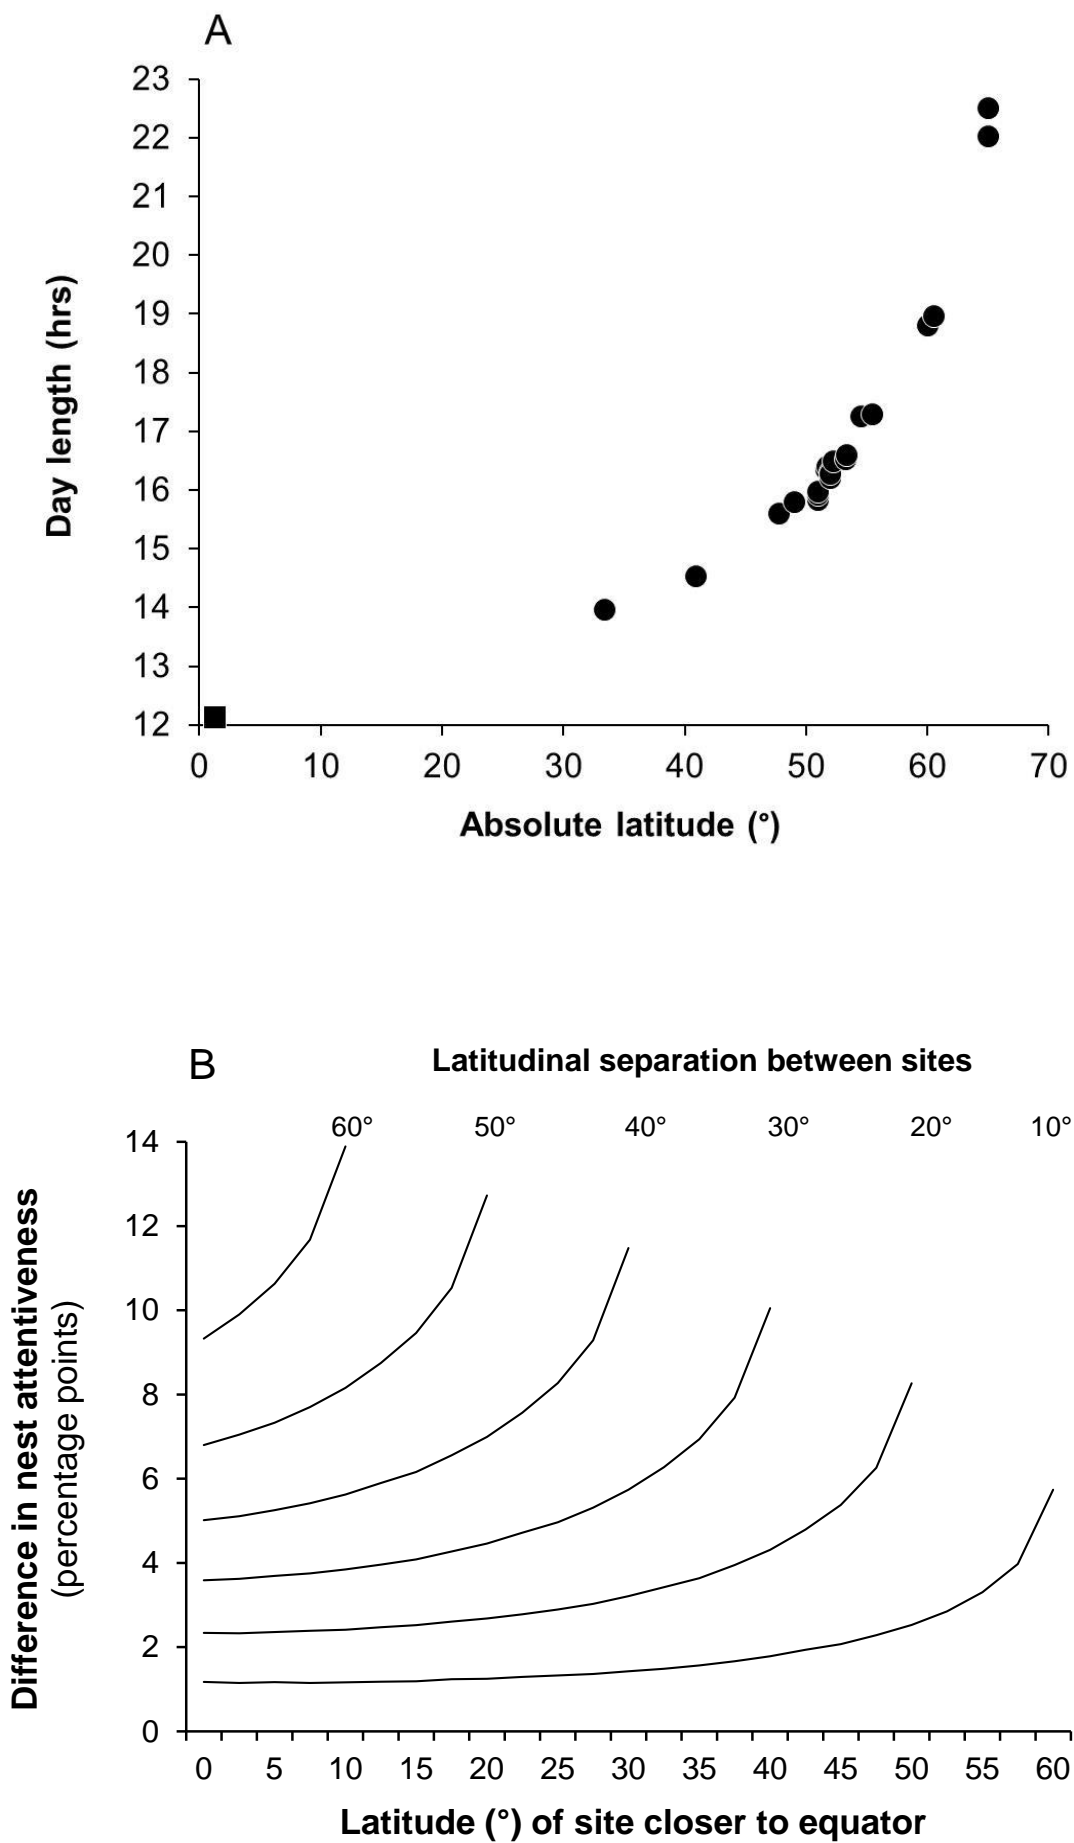 A
23
22
21
20
19
18
17
16
15
14
13
12
Day length (hrs)
0 10 20 30 40 50 60 70
Absolute latitude (°)
B
Latitudinal separation between sites
60° 50° 40° 30° 20° 10°
14
12
10
8
6
4
2
0
Difference in nest attentiveness
(percentage points)
0 5 10 15 20 25 30 35 40 45 50 55 60
Latitude (°) of site closer to equator